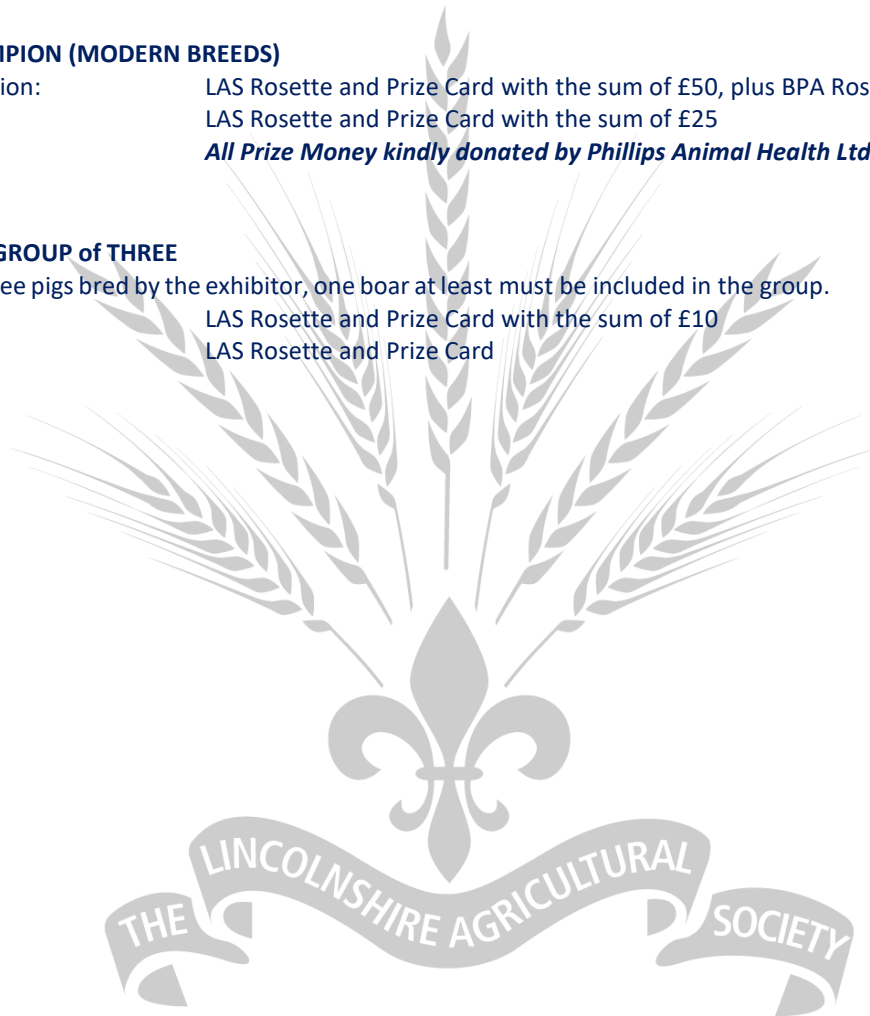 MPION (MODERN BREEDS)
ion: LAS Rosette and Prize Card with the sum of £50, plus BPA Ros
LAS Rosette and Prize Card with the sum of £25
All Prize Money kindly donated by Phillips Animal Health Ltd
GROUP of THREE
ee pigs bred by the exhibitor, one boar at least must be included in the group.
LAS Rosette and Prize Card with the sum of £10
LAS Rosette and Prize Card
THE LINCOLNSHIRE AGRICULTURAL SOCIETY